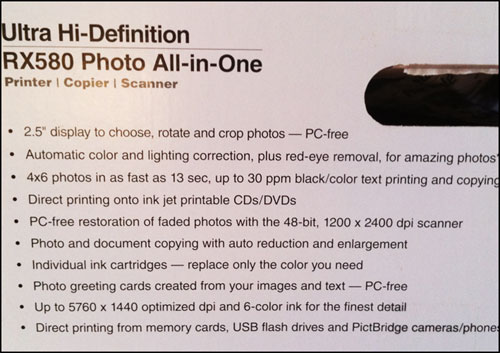 Ultra Hi-Definition
RX580 Photo All-in-One
Printer | Copier | Scanner
• 2.5" display to choose, rotate and crop photos — PC-free
• Automatic color and lighting correction, plus red-eye removal, for amazing photos
• 4x6 photos in as fast as 13 sec, up to 30 ppm black/color text printing and copying
• Direct printing onto ink jet printable CDs/DVDs
• PC-free restoration of faded photos with the 48-bit, 1200 x 2400 dpi scanner
• Photo and document copying with auto reduction and enlargement
• Individual ink cartridges — replace only the color you need
• Photo greeting cards created from your images and text — PC-free
• Up to 5760 x 1440 optimized dpi and 6-color ink for the finest detail
• Direct printing from memory cards, USB flash drives and PictBridge cameras/phones